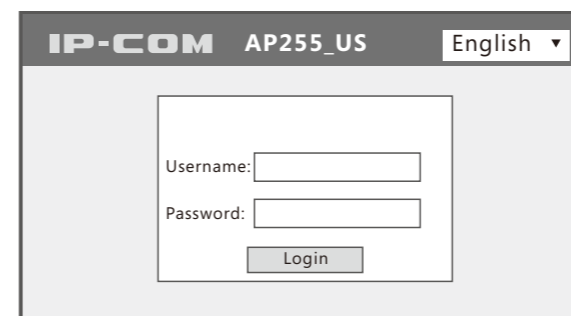 IP-COM AP255_US English ▼
Username:
Password:
Login